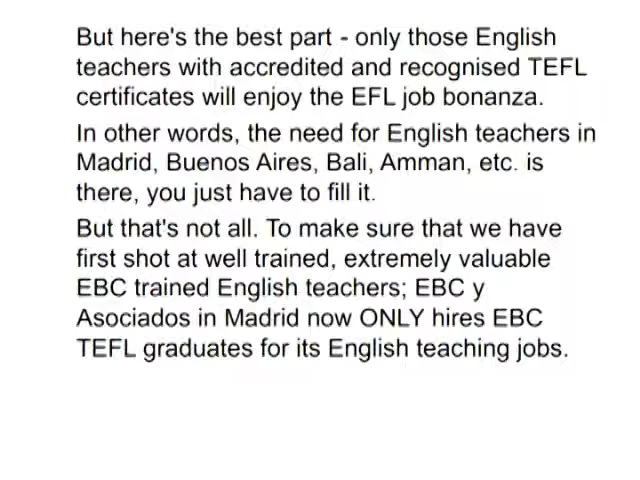 But here's the best part - only those English
teachers with accredited and recognised TEFL
certificates will enjoy the EFL job bonanza.
In other words, the need for English teachers in
Madrid, Buenos Aires, Bali, Amman, etc. is
there, you just have to fill it.
But that's not all. To make sure that we have
first shot at well trained, extremely valuable
EBC trained English teachers; EBC y
Asociados in Madrid now ONLY hires EBC
TEFL graduates for its English teaching jobs.